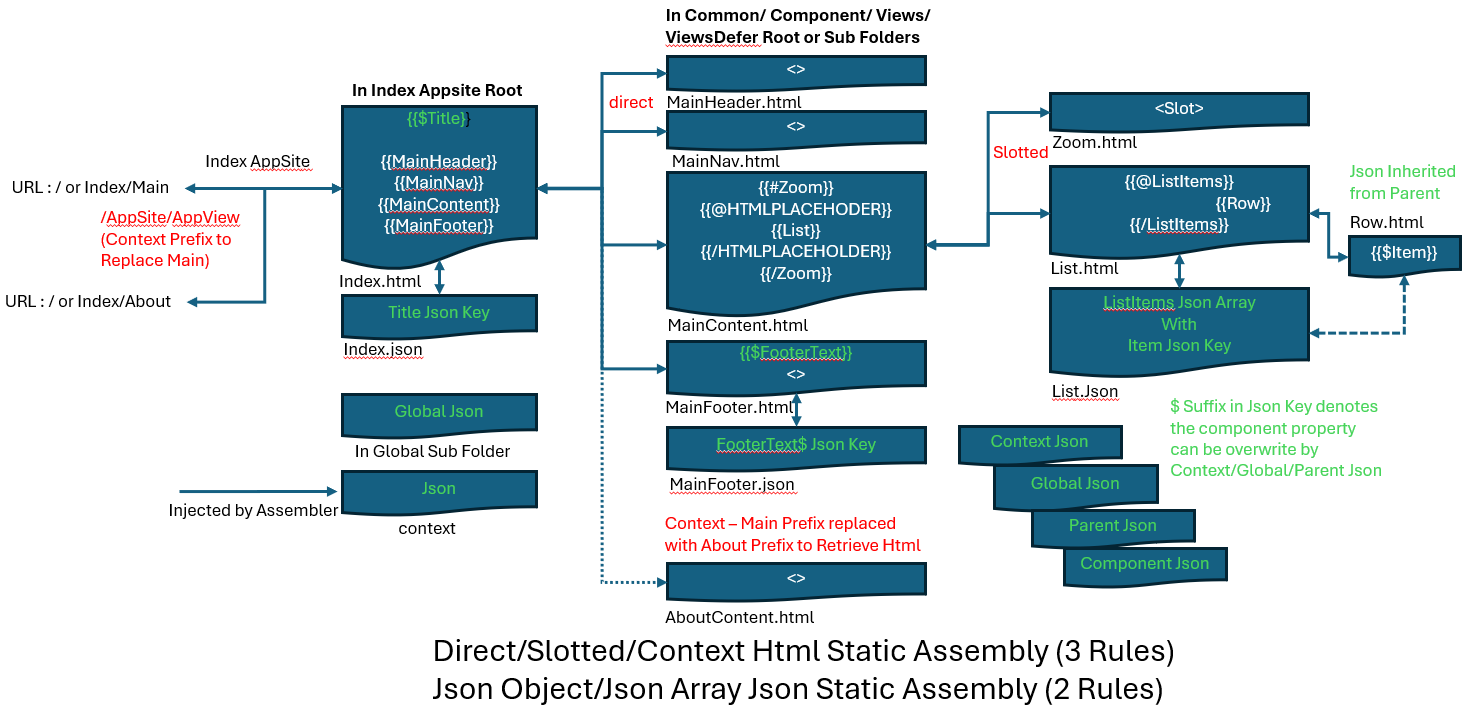 In Common/ Component/ Views/
ViewsDefer Root or Sub Folders
In Index Appsite Root
{{$Title}}
{{MainHeader}}
{{MainNav}}
{{MainContent}}
{{MainFooter}}
Index.html
Index AppSite
URL : / or Index/Main
/AppSite/AppView
(Context Prefix to
Replace Main)
URL : / or Index/About
Title Json Key
Index.json
Global Json
In Global Sub Folder
Json
Injected by Assembler
context
direct
<>
MainHeader.html
<>
MainNav.html
{{#Zoom}}
{{@HTMLPLACEHODER}}
{{List}}
{{/HTMLPLACEHOLDER}}
{{/Zoom}}
MainContent.html
{{$FooterText}}
<>
MainFooter.html
FooterText$ Json Key
MainFooter.json
Context – Main Prefix replaced
with About Prefix to Retrieve Html
<>
AboutContent.html
Slotted
<Slot>
Zoom.html
{{@ListItems}}
{{Row}}
{{/ListItems}}
List.html
ListItems Json Array
With
Item Json Key
List.Json
Json Inherited
from Parent
Row.html
{{$Item}}
$ Suffix in Json Key denotes
the component property
can be overwrite by
Context/Global/Parent Json
Context Json
Global Json
Parent Json
Component Json
Direct/Slotted/Context Html Static Assembly (3 Rules)
Json Object/Json Array Json Static Assembly (2 Rules)